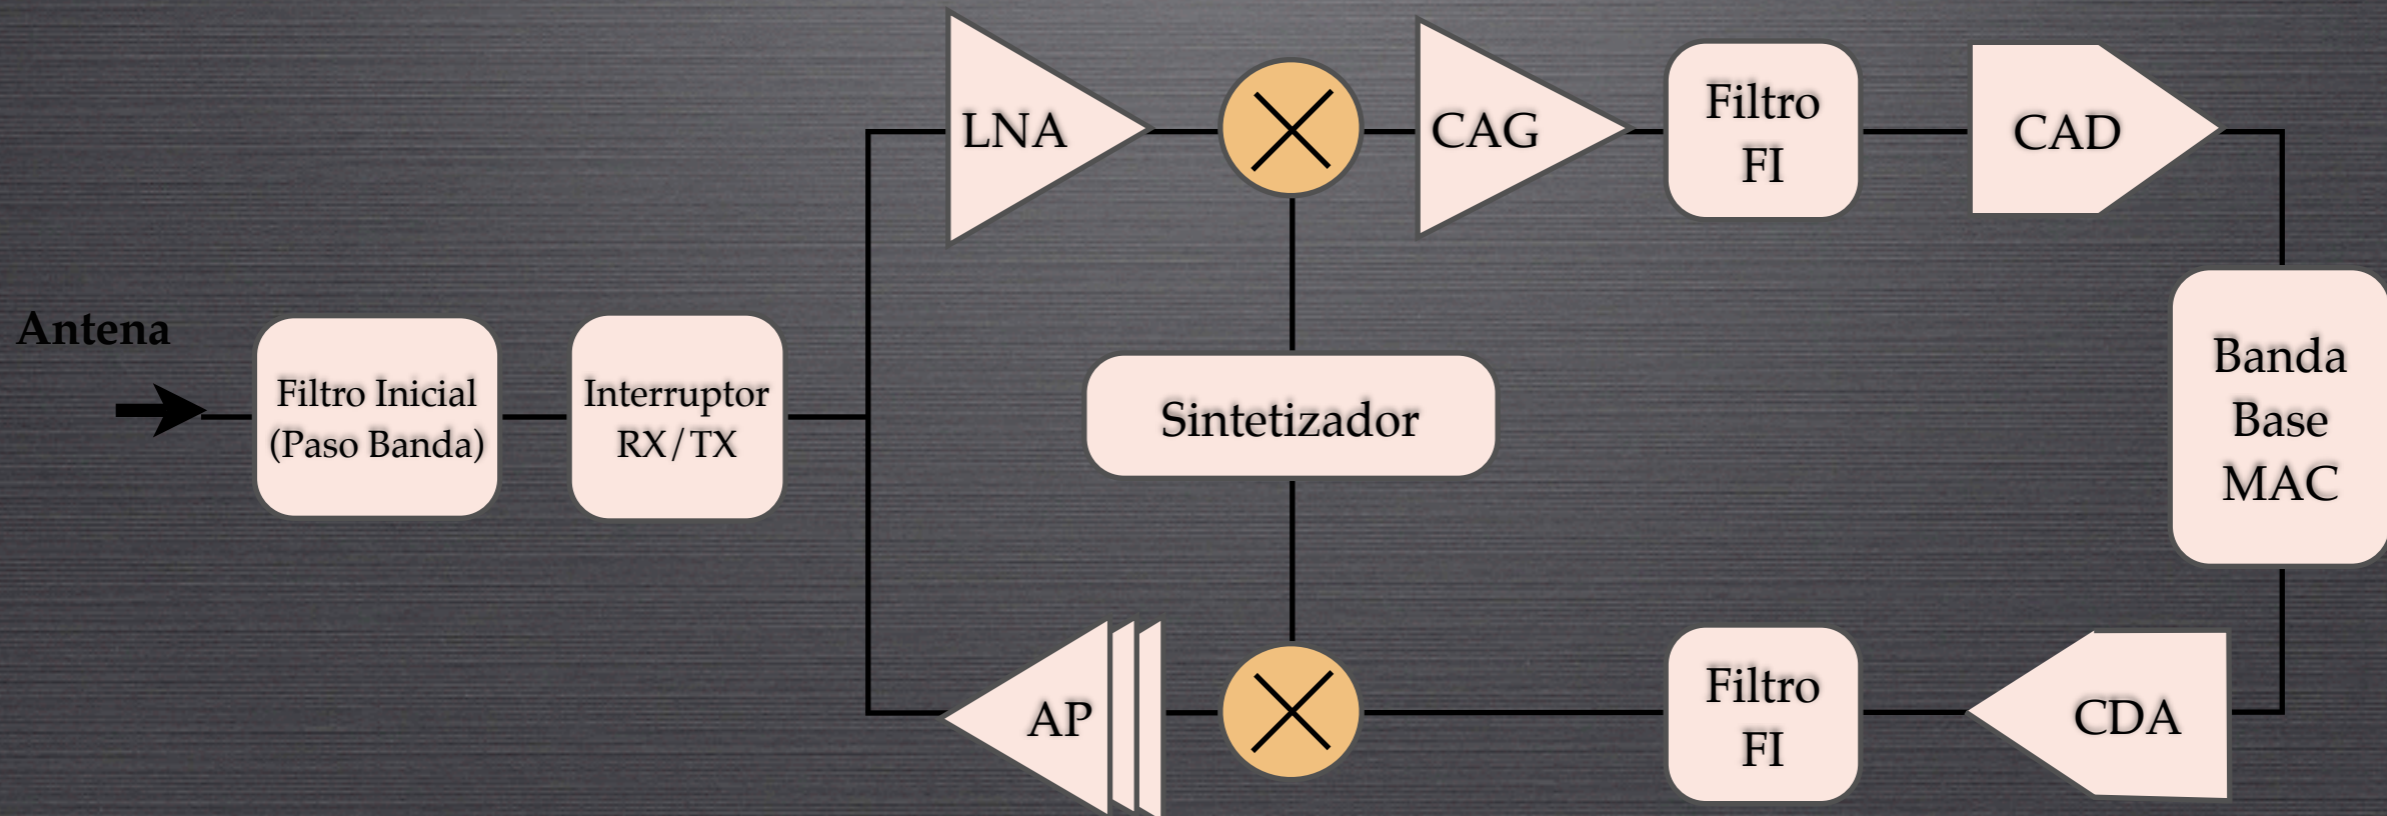 LNA
CAG
Filtro
FI
CAD
Antena
Filtro Inicial
(Paso Banda)
Interruptor
RX/TX
Sintetizador
Banda
Base
MAC
AP
Filtro
FI
CDA